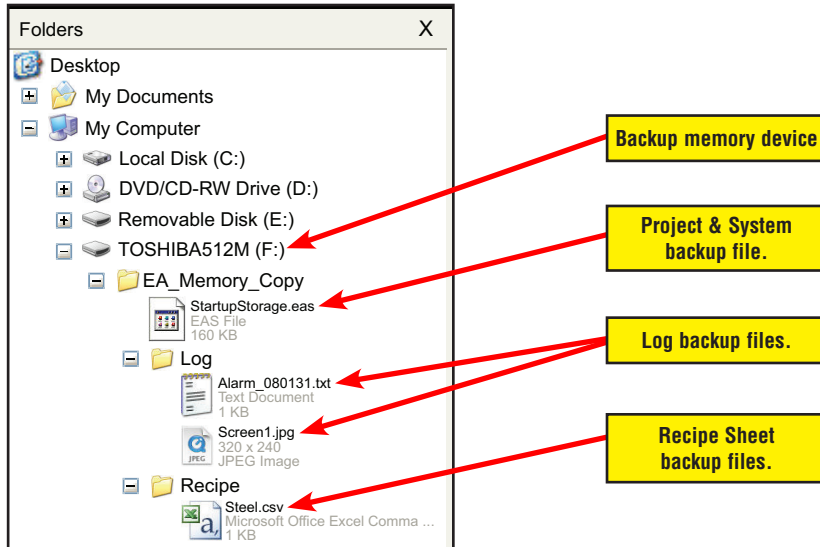 Folders X
Desktop
My Documents
My Computer
Local Disk (C:)
DVD/CD-RW Drive (D:)
Removable Disk (E:)
TOSHIBA512M (F:)
EA_Memory_Copy
StartupStorage.eas
EAS File
160 KB
Log
Alarm_080131.txt
Text Document
1 KB
Screen1.jpg
320 x 240
JPEG Image
JPEG
Recipe
Steel.csv
Microsoft Office Excel Comma ...
1 KB
a,
Backup memory device
Project & System
backup file.
Log backup files.
Recipe Sheet
backup files.